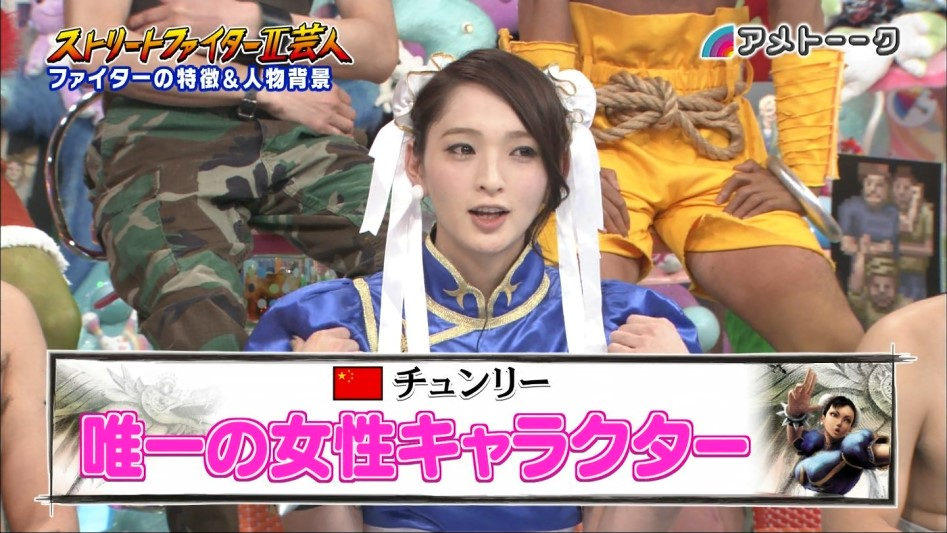 ストリートファイターⅡ芸人
アメトーーク
ファイターの特徴&人物背景
チュンリー
唯一の女性キャラクター